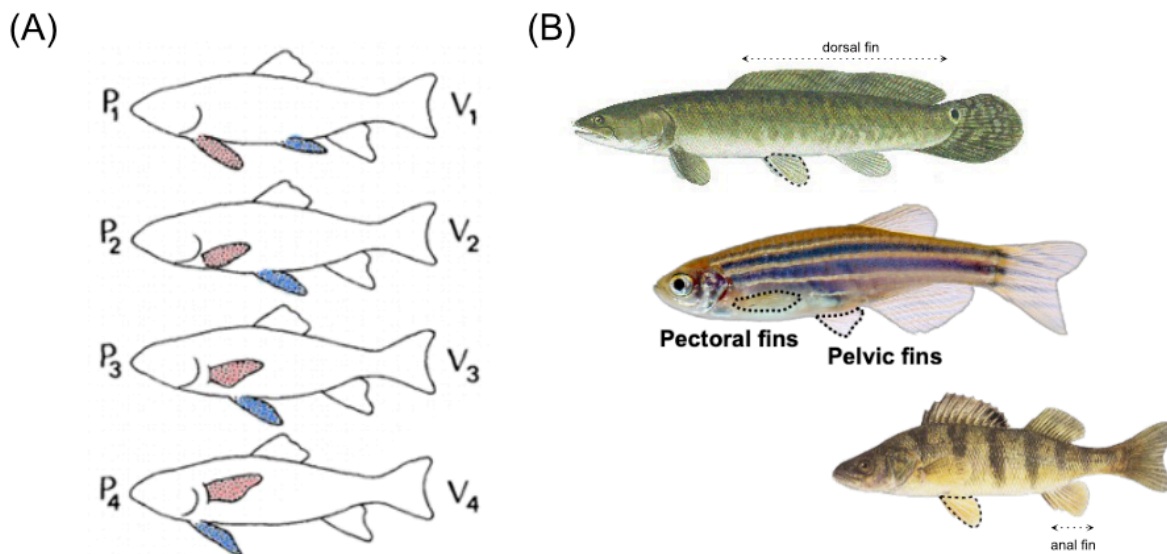 (A)
P1
V1
P2
V2
P3
V3
P4
V4
(B)
dorsal fin
Pectoral fins
Pelvic fins
anal fin